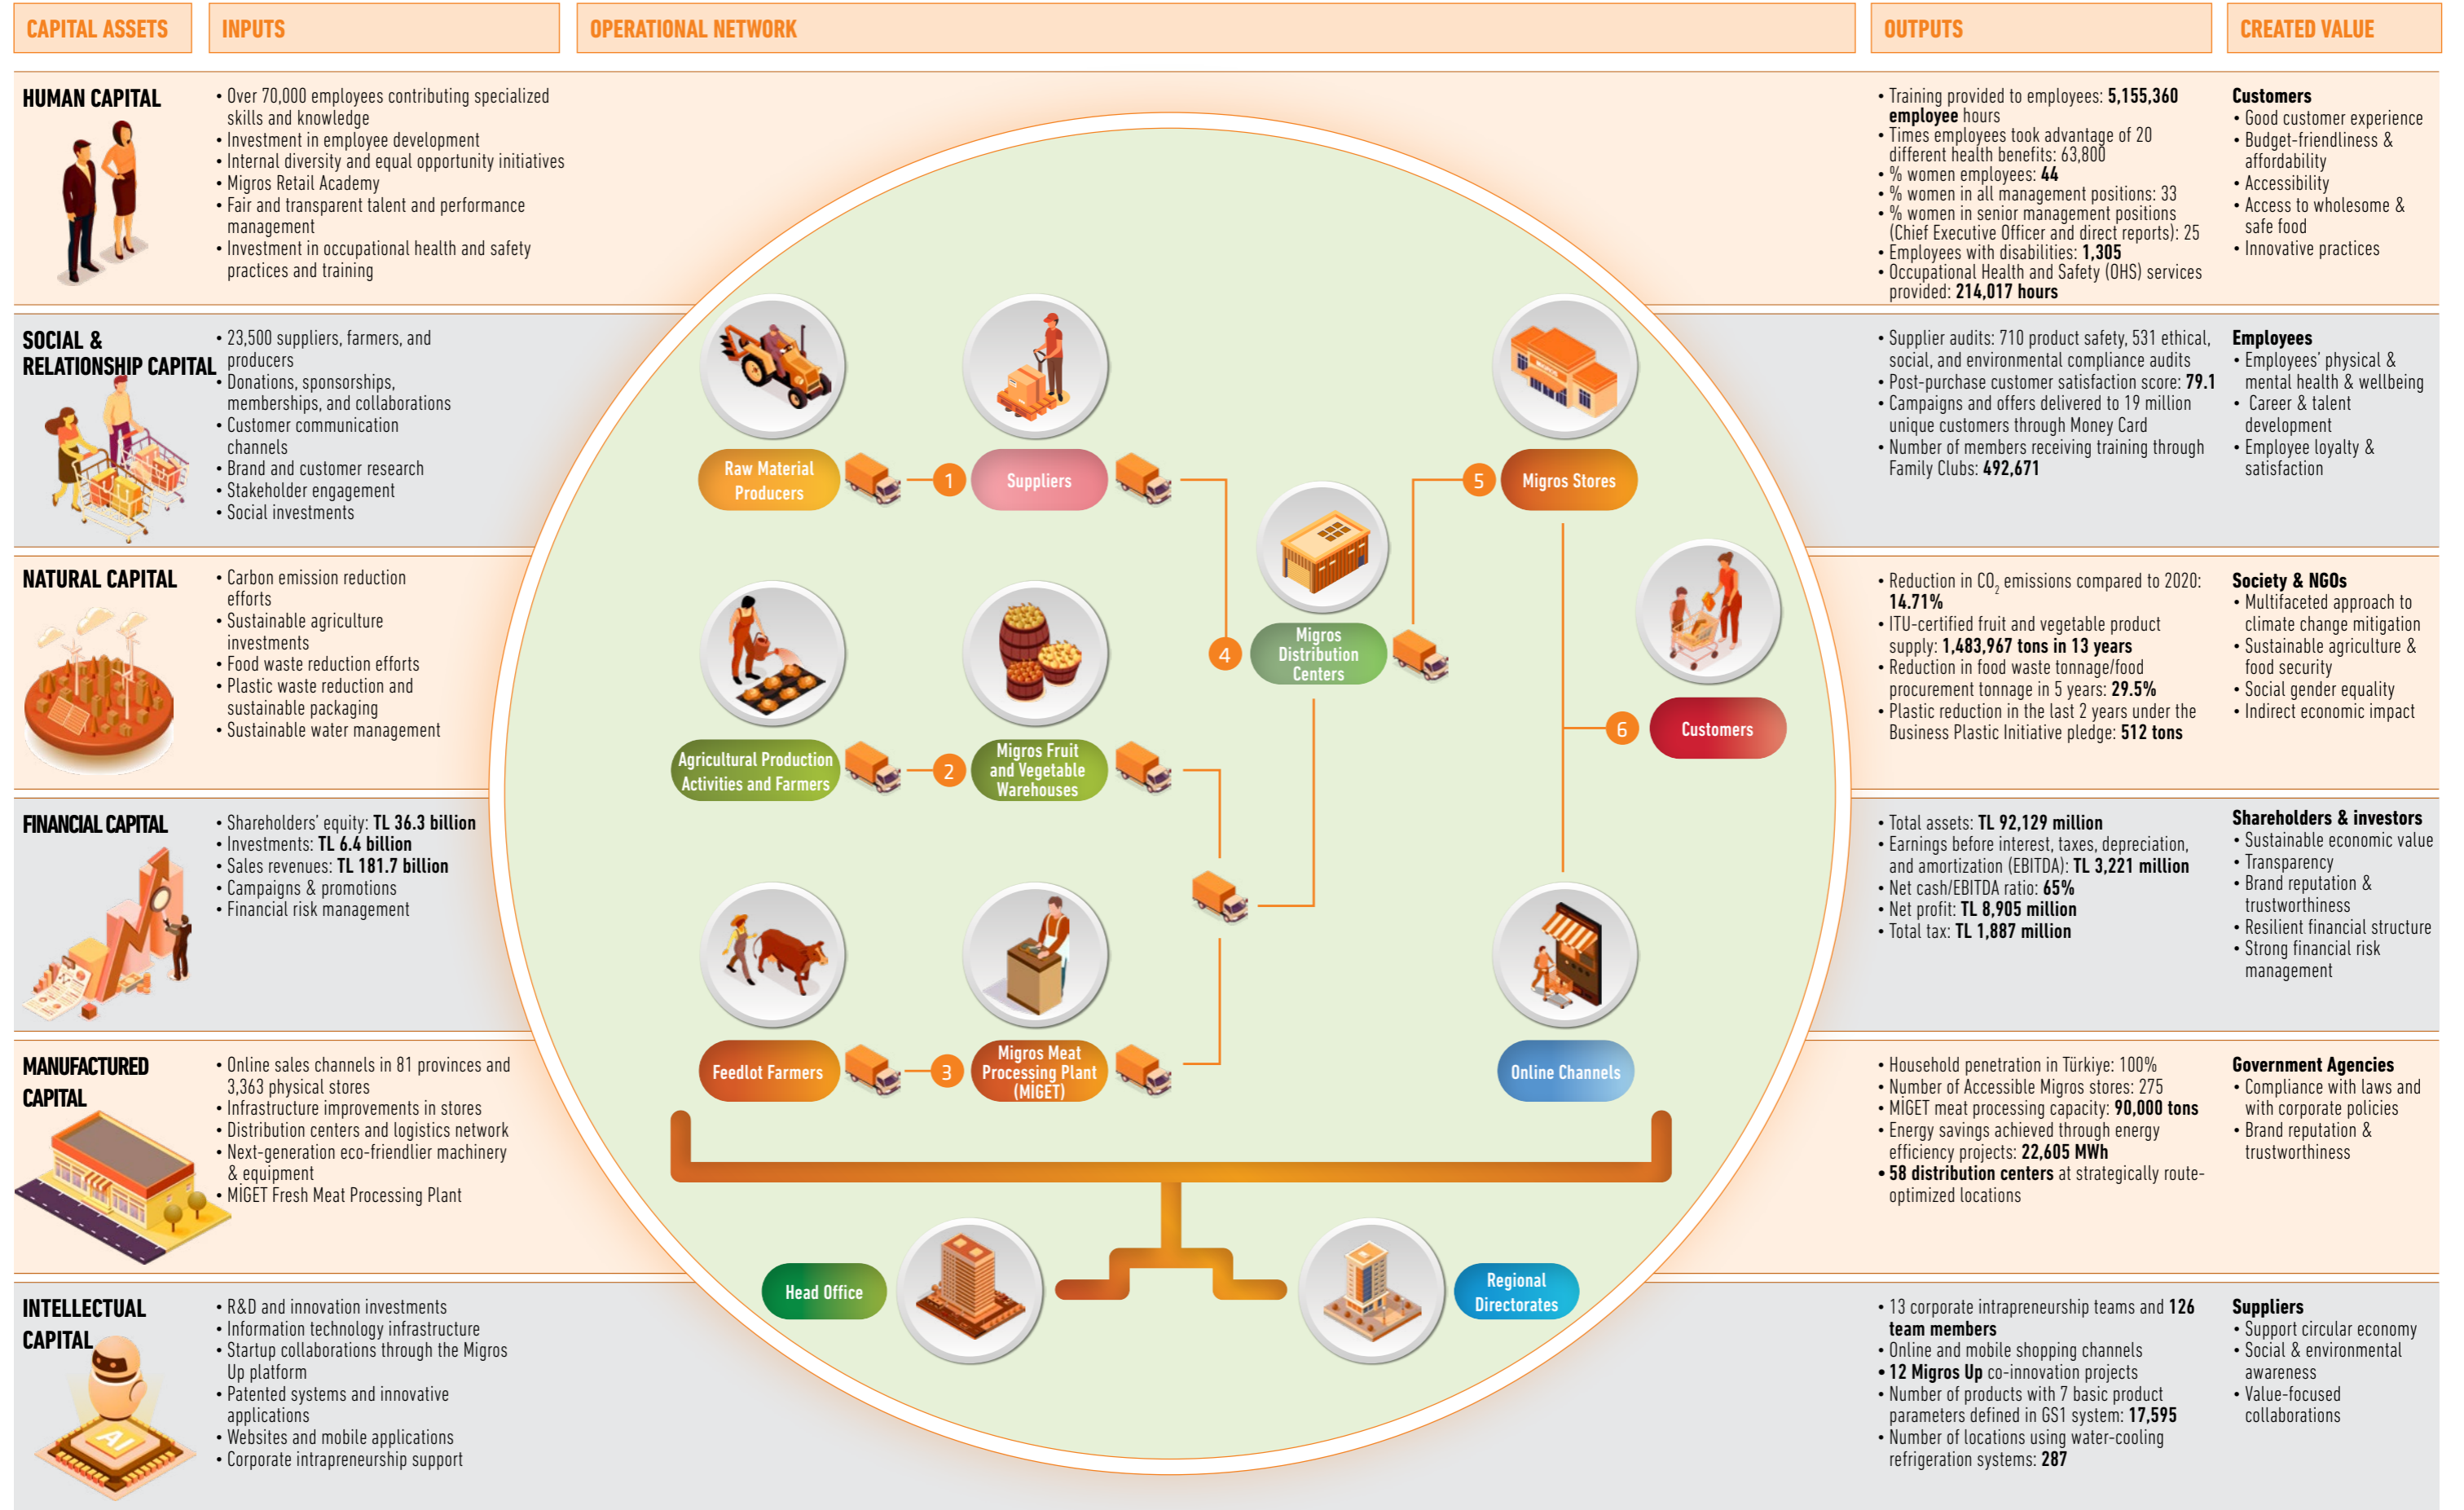 CAPITAL ASSETS
INPUTS
OPERATIONAL NETWORK
OUTPUTS
CREATED VALUE
HUMAN CAPITAL
• Over 70,000 employees contributing specialized
skills and knowledge
• Investment in employee development
• Internal diversity and equal opportunity initiatives
• Migros Retail Academy
• Fair and transparent talent and performance
management
• Investment in occupational health and safety
practices and training
• Training provided to employees: 5,155,360
employee hours
• Times employees took advantage of 20
different health benefits: 63,800
• % women employees: 44
• % women in all management positions: 33
• % women in senior management positions
(Chief Executive Officer and direct reports): 25
• Employees with disabilities: 1,305
• Occupational Health and Safety (OHS) services
provided: 214,017 hours
Customers
• Good customer experience
• Budget-friendliness &
affordability
• Accessibility
• Access to wholesome &
safe food
• Innovative practices
SOCIAL &
RELATIONSHIP CAPITAL
• 23,500 suppliers, farmers, and
producers
• Donations, sponsorships,
memberships, and collaborations
• Customer communication
channels
• Brand and customer research
• Stakeholder engagement
• Social investments
• Supplier audits: 710 product safety, 531 ethical,
social, and environmental compliance audits
• Post-purchase customer satisfaction score: 79.1
• Campaigns and offers delivered to 19 million
unique customers through Money Card
• Number of members receiving training through
Family Clubs: 492,671
Employees
• Employees' physical &
mental health & wellbeing
• Career & talent
development
• Employee loyalty &
satisfaction
NATURAL CAPITAL
• Carbon emission reduction
efforts
• Sustainable agriculture
investments
• Food waste reduction efforts
• Plastic waste reduction and
sustainable packaging
• Sustainable water management
• Reduction in CO2 emissions compared to 2020:
14.71%
• ITU-certified fruit and vegetable product
supply: 1,483,967 tons in 13 years
• Reduction in food waste tonnage/food
procurement tonnage in 5 years: 29.5%
• Plastic reduction in the last 2 years under the
Business Plastic Initiative pledge: 512 tons
Society & NGOs
• Multifaceted approach to
climate change mitigation
• Sustainable agriculture &
food security
• Social gender equality
• Indirect economic impact
FINANCIAL CAPITAL
• Shareholders' equity: TL 36.3 billion
• Investments: TL 6.4 billion
• Sales revenues: TL 181.7 billion
• Campaigns & promotions
• Financial risk management
• Total assets: TL 92,129 million
• Earnings before interest, taxes, depreciation,
and amortization (EBITDA): TL 3,221 million
• Net cash/EBITDA ratio: 65%
• Net profit: TL 8,905 million
• Total tax: TL 1,887 million
Shareholders & investors
• Sustainable economic value
• Transparency
• Brand reputation &
trustworthiness
• Resilient financial structure
• Strong financial risk
management
MANUFACTURED
CAPITAL
• Online sales channels in 81 provinces and
3,363 physical stores
• Infrastructure improvements in stores
• Distribution centers and logistics network
• Next-generation eco-friendlier machinery
& equipment
• MİGET Fresh Meat Processing Plant
• Household penetration in Türkiye: 100%
• Number of Accessible Migros stores: 275
• MİGET meat processing capacity: 90,000 tons
• Energy savings achieved through energy
efficiency projects: 22,605 MWh
• 58 distribution centers at strategically route-
optimized locations
Government Agencies
• Compliance with laws and
with corporate policies
• Brand reputation &
trustworthiness
INTELLECTUAL
CAPITAL
AI
• R&D and innovation investments
• Information technology infrastructure
• Startup collaborations through the Migros
Up platform
• Patented systems and innovative
applications
• Websites and mobile applications
• Corporate intrapreneurship support
• 13 corporate intrapreneurship teams and 126
team members
• Online and mobile shopping channels
• 12 Migros Up co-innovation projects
• Number of products with 7 basic product
parameters defined in GS1 system: 17,595
• Number of locations using water-cooling
refrigeration systems: 287
Suppliers
• Support circular economy
• Social & environmental
awareness
• Value-focused
collaborations
Raw Material
Producers
1
Suppliers
MIGROS
5
Migros Stores
Agricultural Production
Activities and Farmers
2
Migros Fruit
and Vegetable
Warehouses
4
Migros
Distribution
Centers
6
Customers
Feedlot Farmers
3
Migros Meat
Processing Plant
(MİGET)
Online Channels
Head Office
Regional
Directorates